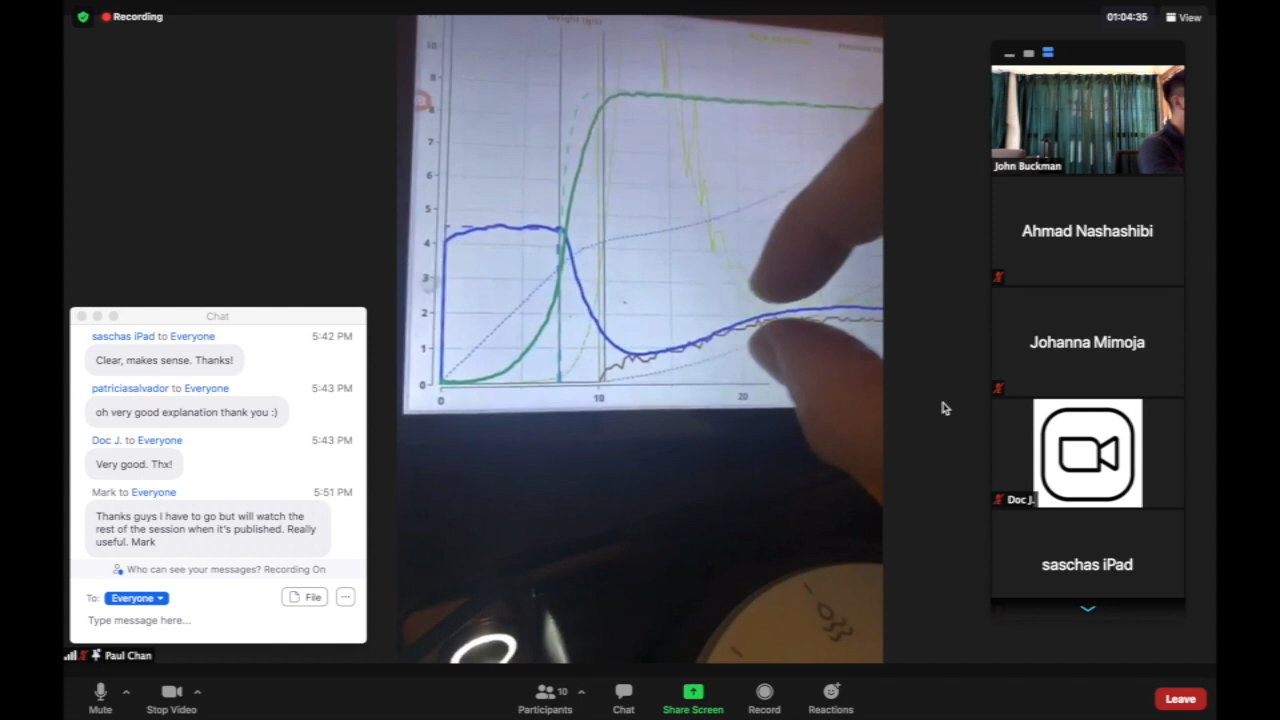 Recording
01:04:35
View
Weight (g/s)
8
7
6
5
4
3
2
1
0
0
10
20
John Buckman
Ahmad Nashashibi
Johanna Mimoja
Doc J.
saschas iPad
Chat
saschas iPad to Everyone
5:42 PM
Clear, makes sense. Thanks!
patriciasalvador to Everyone
5:43 PM
oh very good explanation thank you :)
Doc J. to Everyone
5:43 PM
Very good. Thx!
Mark to Everyone
5:51 PM
Thanks guys I have to go but will watch the
rest of the session when it's published. Really
useful. Mark
Who can see your messages? Recording On
To: Everyone
File
Type message here...
Paul Chan
Mute
Stop Video
Participants
10
Chat
Share Screen
Record
Reactions
Leave